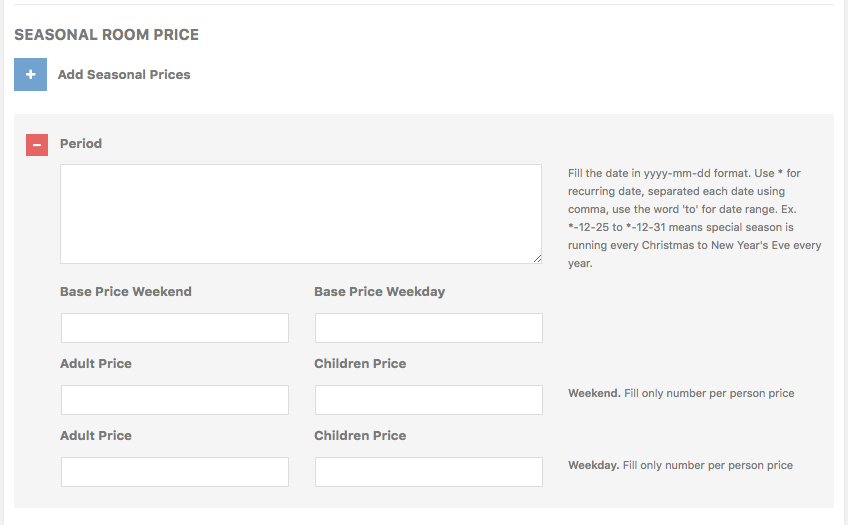 SEASONAL ROOM PRICE
+ Add Seasonal Prices
− Period
Fill the date in yyyy-mm-dd format. Use * for
recurring date, separated each date using
comma, use the word 'to' for date range. Ex.
*-12-25 to *-12-31 means special season is
running every Christmas to New Year's Eve every
year.
Base Price Weekend Base Price Weekday
Adult Price Children Price
Weekend. Fill only number per person price
Adult Price Children Price
Weekday. Fill only number per person price